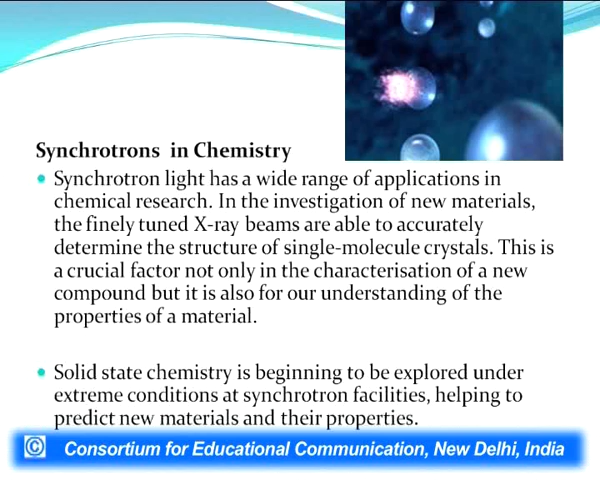 Synchrotrons in Chemistry
• Synchrotron light has a wide range of applications in
chemical research. In the investigation of new materials,
the finely tuned X-ray beams are able to accurately
determine the structure of single-molecule crystals. This is
a crucial factor not only in the characterisation of a new
compound but it is also for our understanding of the
properties of a material.
• Solid state chemistry is beginning to be explored under
extreme conditions at synchrotron facilities, helping to
predict new materials and their properties.
© Consortium for Educational Communication, New Delhi, India